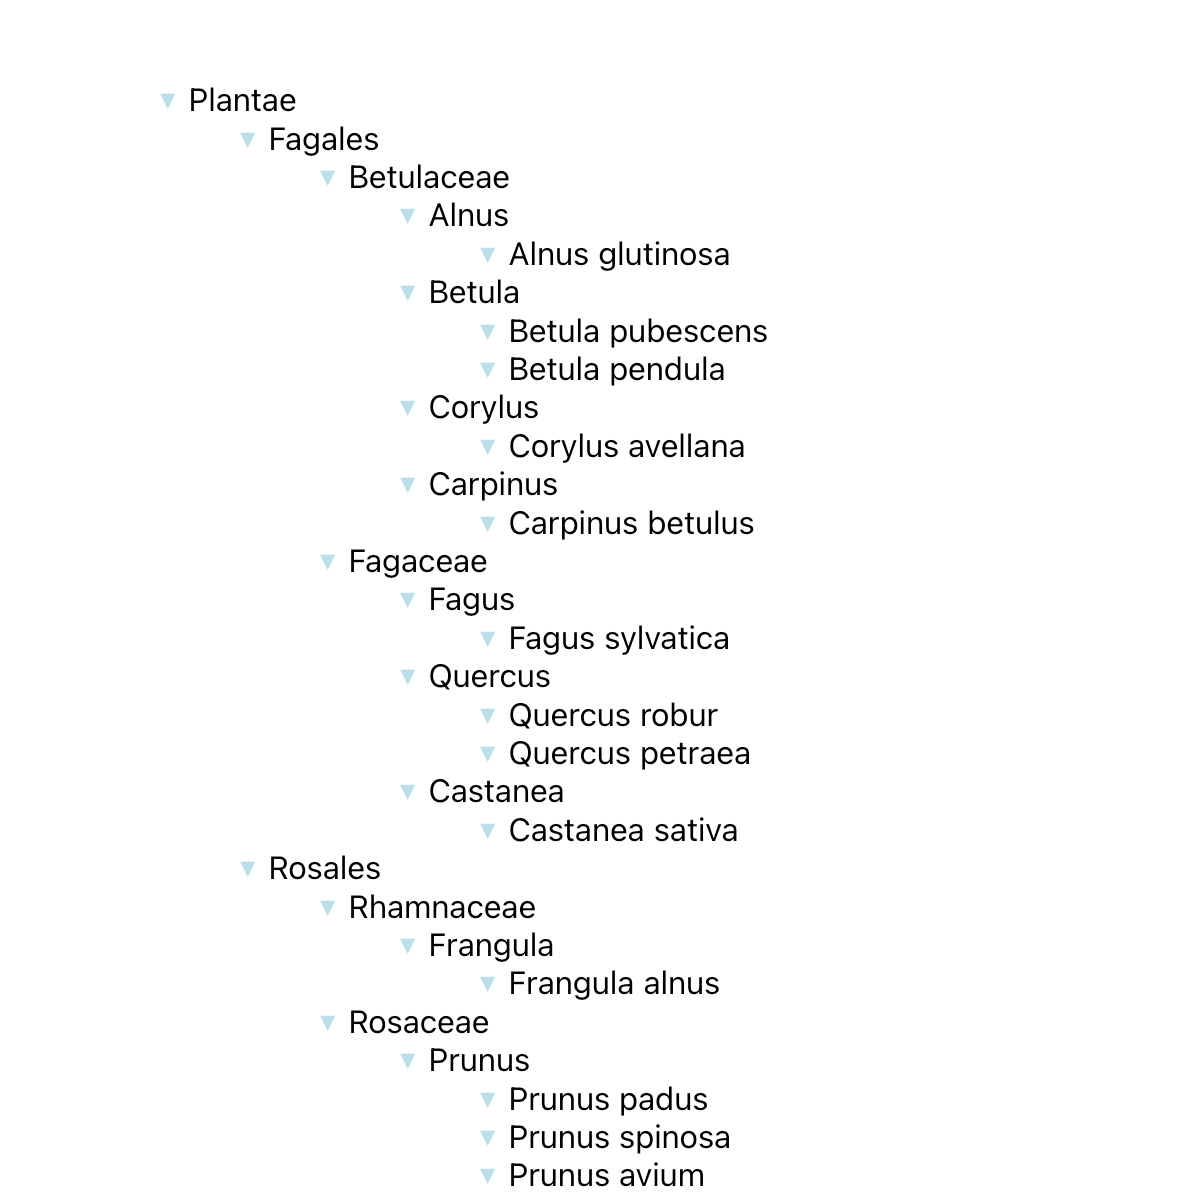 Plantae
Fagales
Betulaceae
Alnus
Alnus glutinosa
Betula
Betula pubescens
Betula pendula
Corylus
Corylus avellana
Carpinus
Carpinus betulus
Fagaceae
Fagus
Fagus sylvatica
Quercus
Quercus robur
Quercus petraea
Castanea
Castanea sativa
Rosales
Rhamnaceae
Frangula
Frangula alnus
Rosaceae
Prunus
Prunus padus
Prunus spinosa
Prunus avium